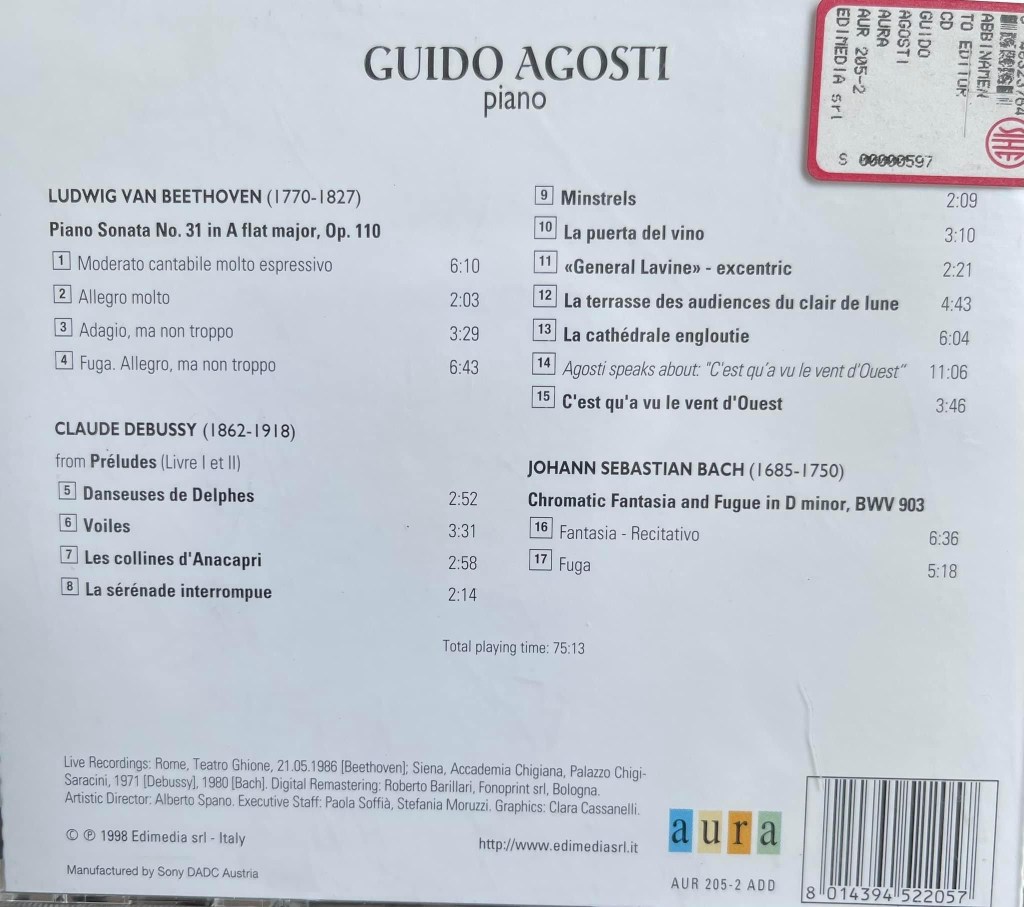 GUIDO AGOSTI
piano
ABBINAMEN
TO EDITOR
CD
GUIDO
AGOSTI
AURA
AUR 205-2
EDIMEDIA srl
S 00000597
SIAE
LUDWIG VAN BEETHOVEN (1770-1827)
Piano Sonata No. 31 in A flat major, Op. 110
1 Moderato cantabile molto espressivo 6:10
2 Allegro molto 2:03
3 Adagio, ma non troppo 3:29
4 Fuga. Allegro, ma non troppo 6:43
CLAUDE DEBUSSY (1862-1918)
from Préludes (Livre I et II)
5 Danseuses de Delphes 2:52
6 Voiles 3:31
7 Les collines d'Anacapri 2:58
8 La sérénade interrompue 2:14
9 Minstrels 2:09
10 La puerta del vino 3:10
11 «General Lavine» - excentric 2:21
12 La terrasse des audiences du clair de lune 4:43
13 La cathédrale engloutie 6:04
14 Agosti speaks about: "C'est qu'a vu le vent d'Ouest" 11:06
15 C'est qu'a vu le vent d'Ouest 3:46
JOHANN SEBASTIAN BACH (1685-1750)
Chromatic Fantasia and Fugue in D minor, BWV 903
16 Fantasia - Recitativo 6:36
17 Fuga 5:18
Total playing time: 75:13
Live Recordings: Rome, Teatro Ghione, 21.05.1986 [Beethoven]; Siena, Accademia Chigiana, Palazzo Chigi-
Saracini, 1971 [Debussy], 1980 [Bach]. Digital Remastering: Roberto Barillari, Fonoprint srl, Bologna.
Artistic Director: Alberto Spano. Executive Staff: Paola Soffià, Stefania Moruzzi. Graphics: Clara Cassanelli.
© ℗ 1998 Edimedia srl - Italy
http://www.edimediasrl.it
Manufactured by Sony DADC Austria
aura
AUR 205-2 ADD
8 014394 522057